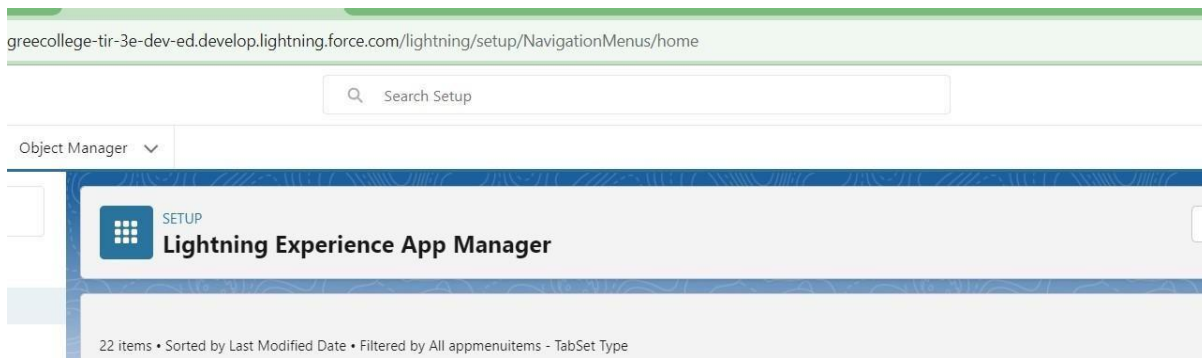 greecollege-tir-3e-dev-ed.develop.lightning.force.com/lightning/setup/NavigationMenus/home
Search Setup
Object Manager
SETUP
Lightning Experience App Manager
22 items • Sorted by Last Modified Date • Filtered by All appmenuitems - TabSet Type